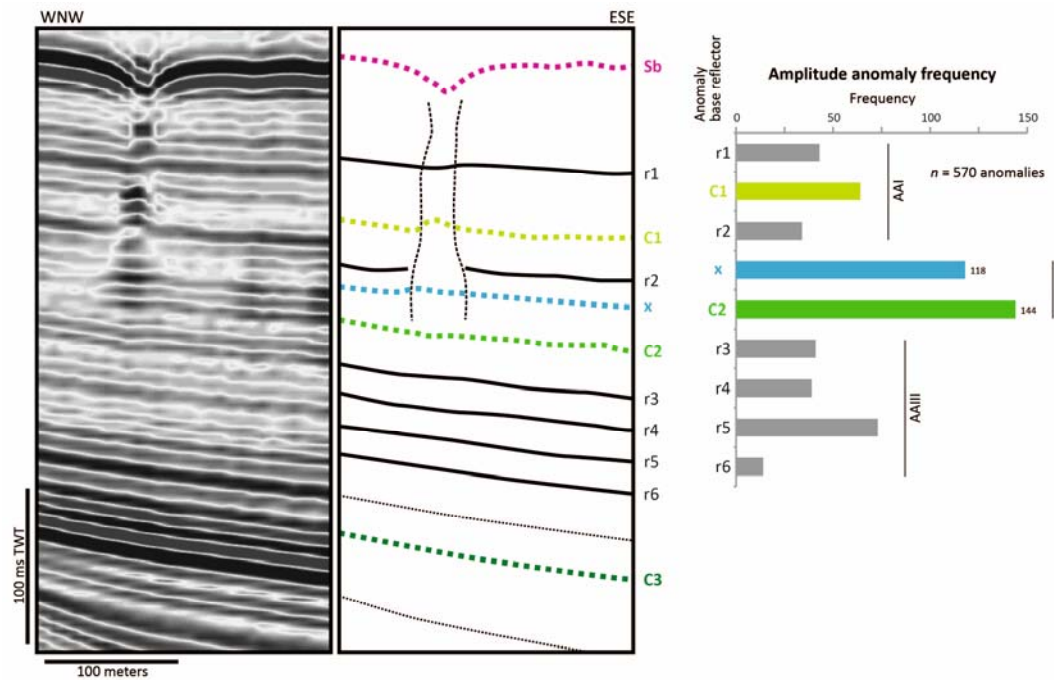 WNW
ESE
Sb
r1
C1
r2
x
C2
r3
r4
r5
r6
C3
100 ms TWT
100 meters
Amplitude anomaly frequency
Frequency
Anomaly
base reflector
0
50
100
150
r1
C1
r2
x
C2
r3
r4
r5
r6
118
144
AAI
AAIII
n = 570 anomalies